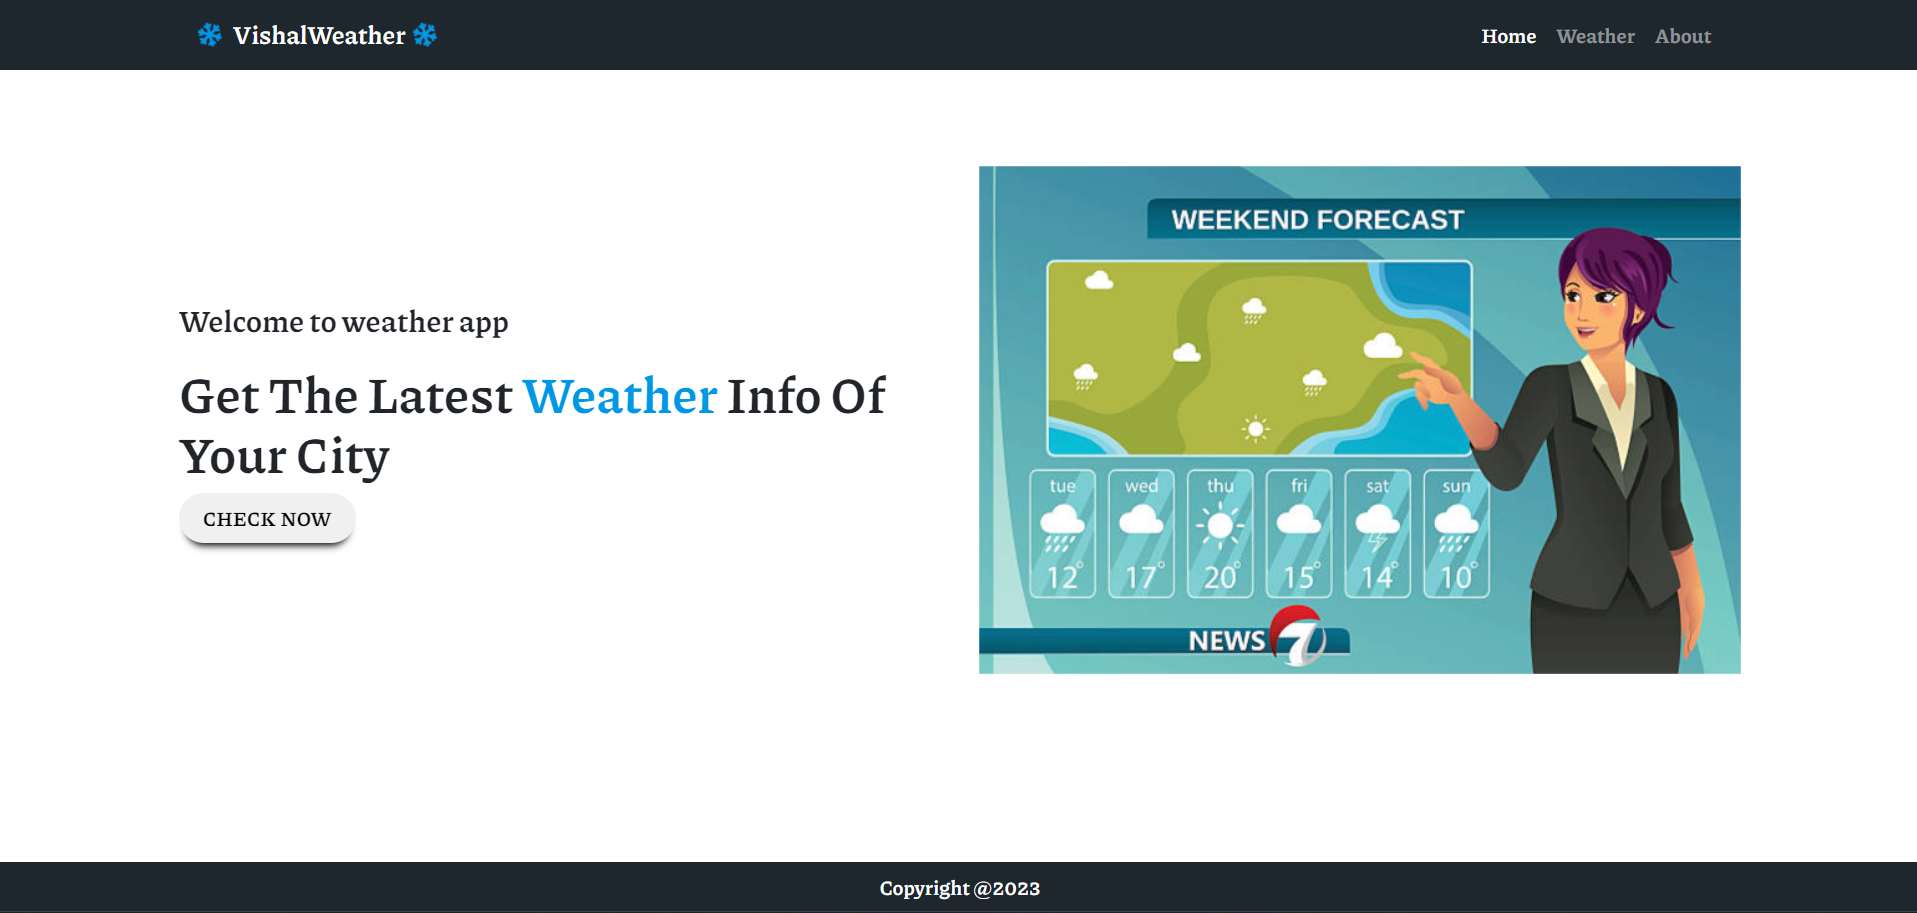 VishalWeather
Home Weather About
Welcome to weather app
Get The Latest Weather Info Of
Your City
CHECK NOW
WEEKEND FORECAST
tue wed thu fri sat sun
12° 17° 20° 15° 14° 10°
NEWS 7
Copyright @2023